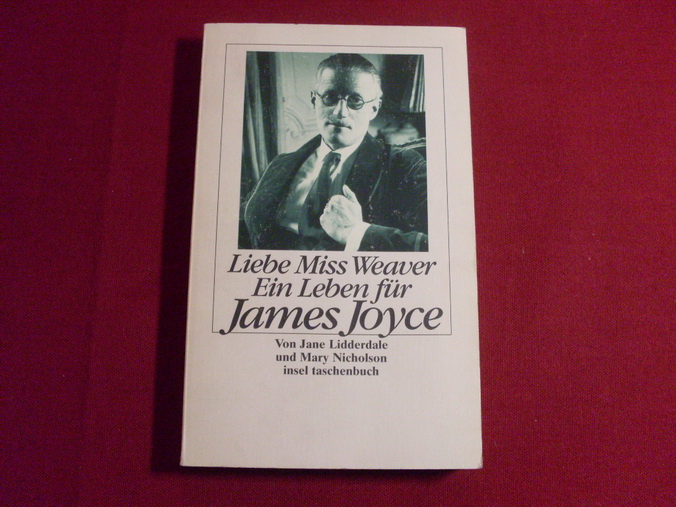 Liebe Miss Weaver
Ein Leben für
James Joyce
Von Jane Lidderdale
und Mary Nicholson
insel taschenbuch